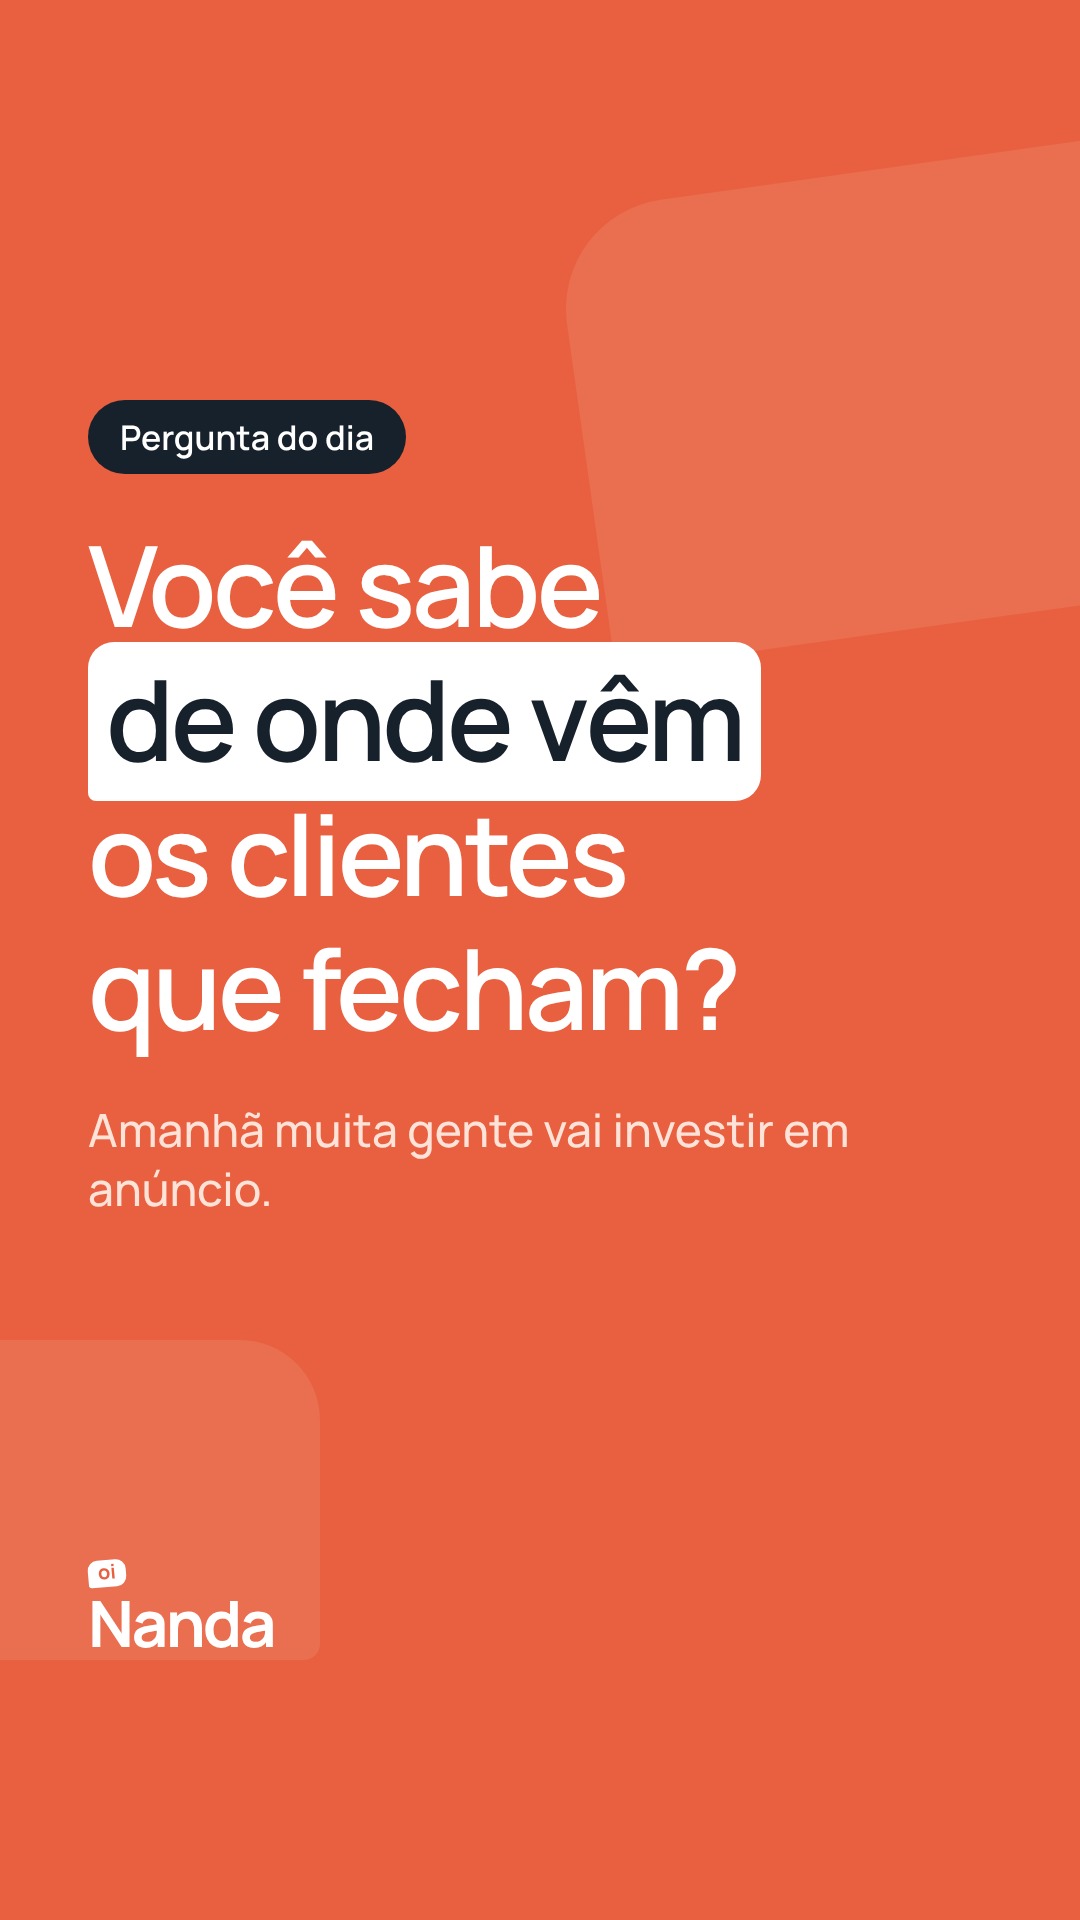 Pergunta do dia
Você sabe
de onde vêm
os clientes
que fecham?
Amanhã muita gente vai investir em
anúncio.
oi
Nanda